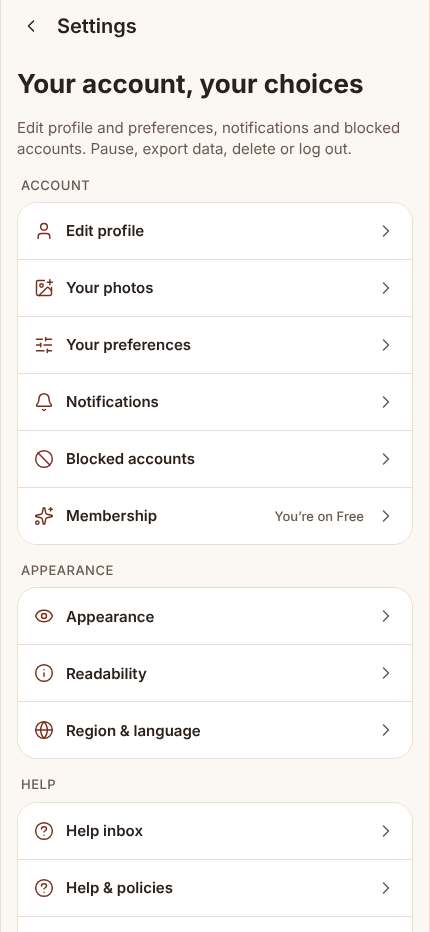 Settings
Your account, your choices
Edit profile and preferences, notifications and blocked
accounts. Pause, export data, delete or log out.
ACCOUNT
Edit profile
Your photos
Your preferences
Notifications
Blocked accounts
Membership You’re on Free
APPEARANCE
Appearance
Readability
Region & language
HELP
Help inbox
Help & policies